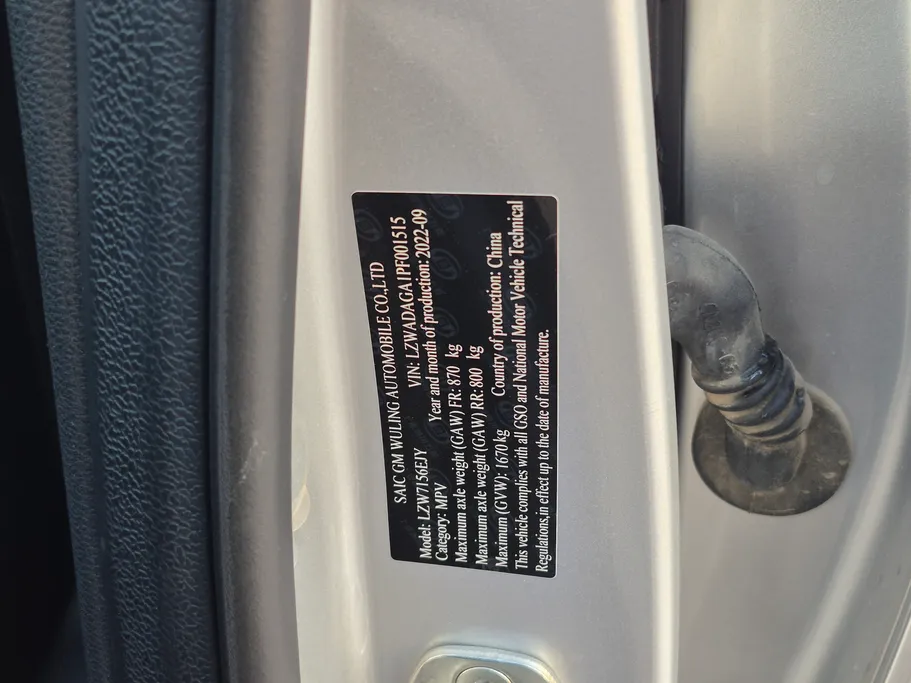 SAIC GM WULING AUTOMOBILE CO.,LTD
Model: LZW7156EJY VIN: LZWADAGA1PF001515
Category: MPV Year and month of production: 2022-09
Maximum axle weight (GAW) FR: 870 kg
Maximum axle weight (GAW) RR: 800 kg
Maximum (GVW): 1670 kg Country of production: China
This vehicle complies with all GSO and National Motor Vehicle Technical
Regulations,in effect up to the date of manufacture.